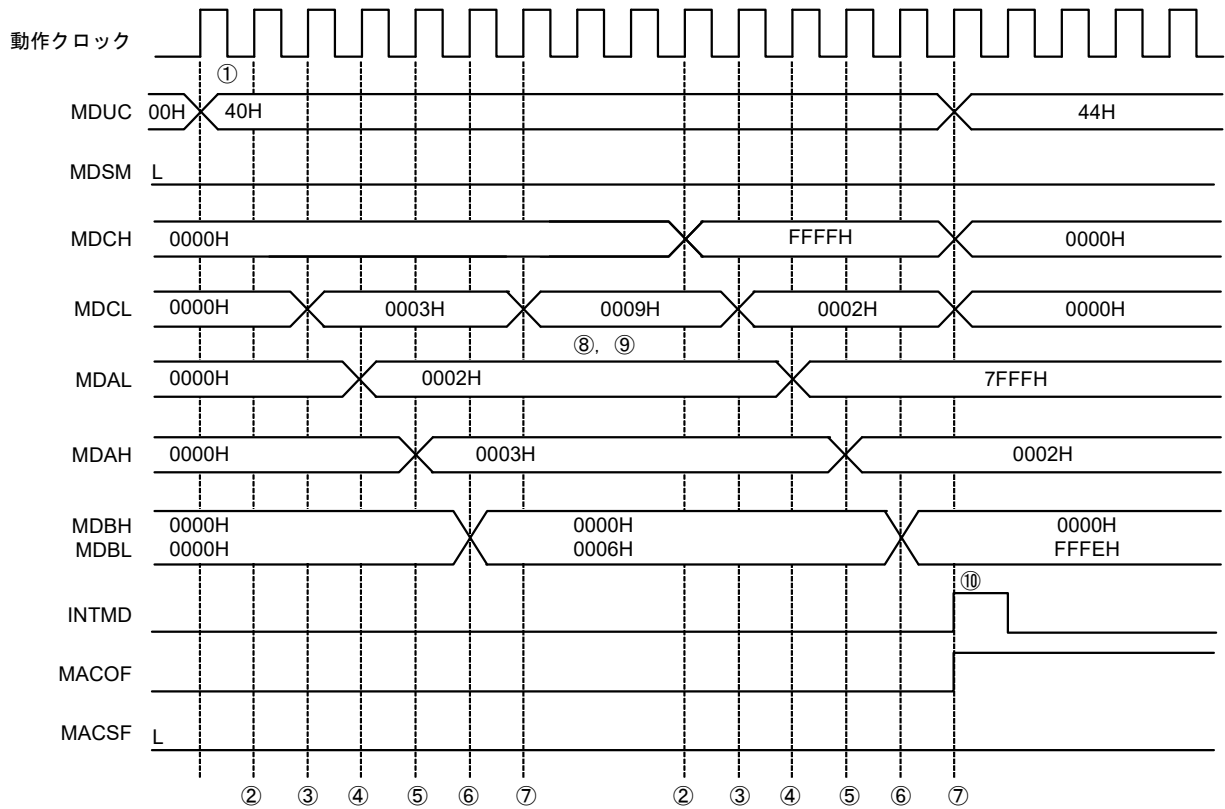 動作クロック
①
MDUC 00H 40H 44H
MDSM L
MDCH 0000H FFFFH 0000H
MDCL 0000H 0003H 0009H 0002H 0000H
⑧, ⑨
MDAL 0000H 0002H 7FFFH
MDAH 0000H 0003H 0002H
MDBH 0000H 0000H 0000H
MDBL 0000H 0006H FFFEH
⑩
INTMD
MACOF
MACSF L
② ③ ④ ⑤ ⑥ ⑦ ② ③ ④ ⑤ ⑥ ⑦